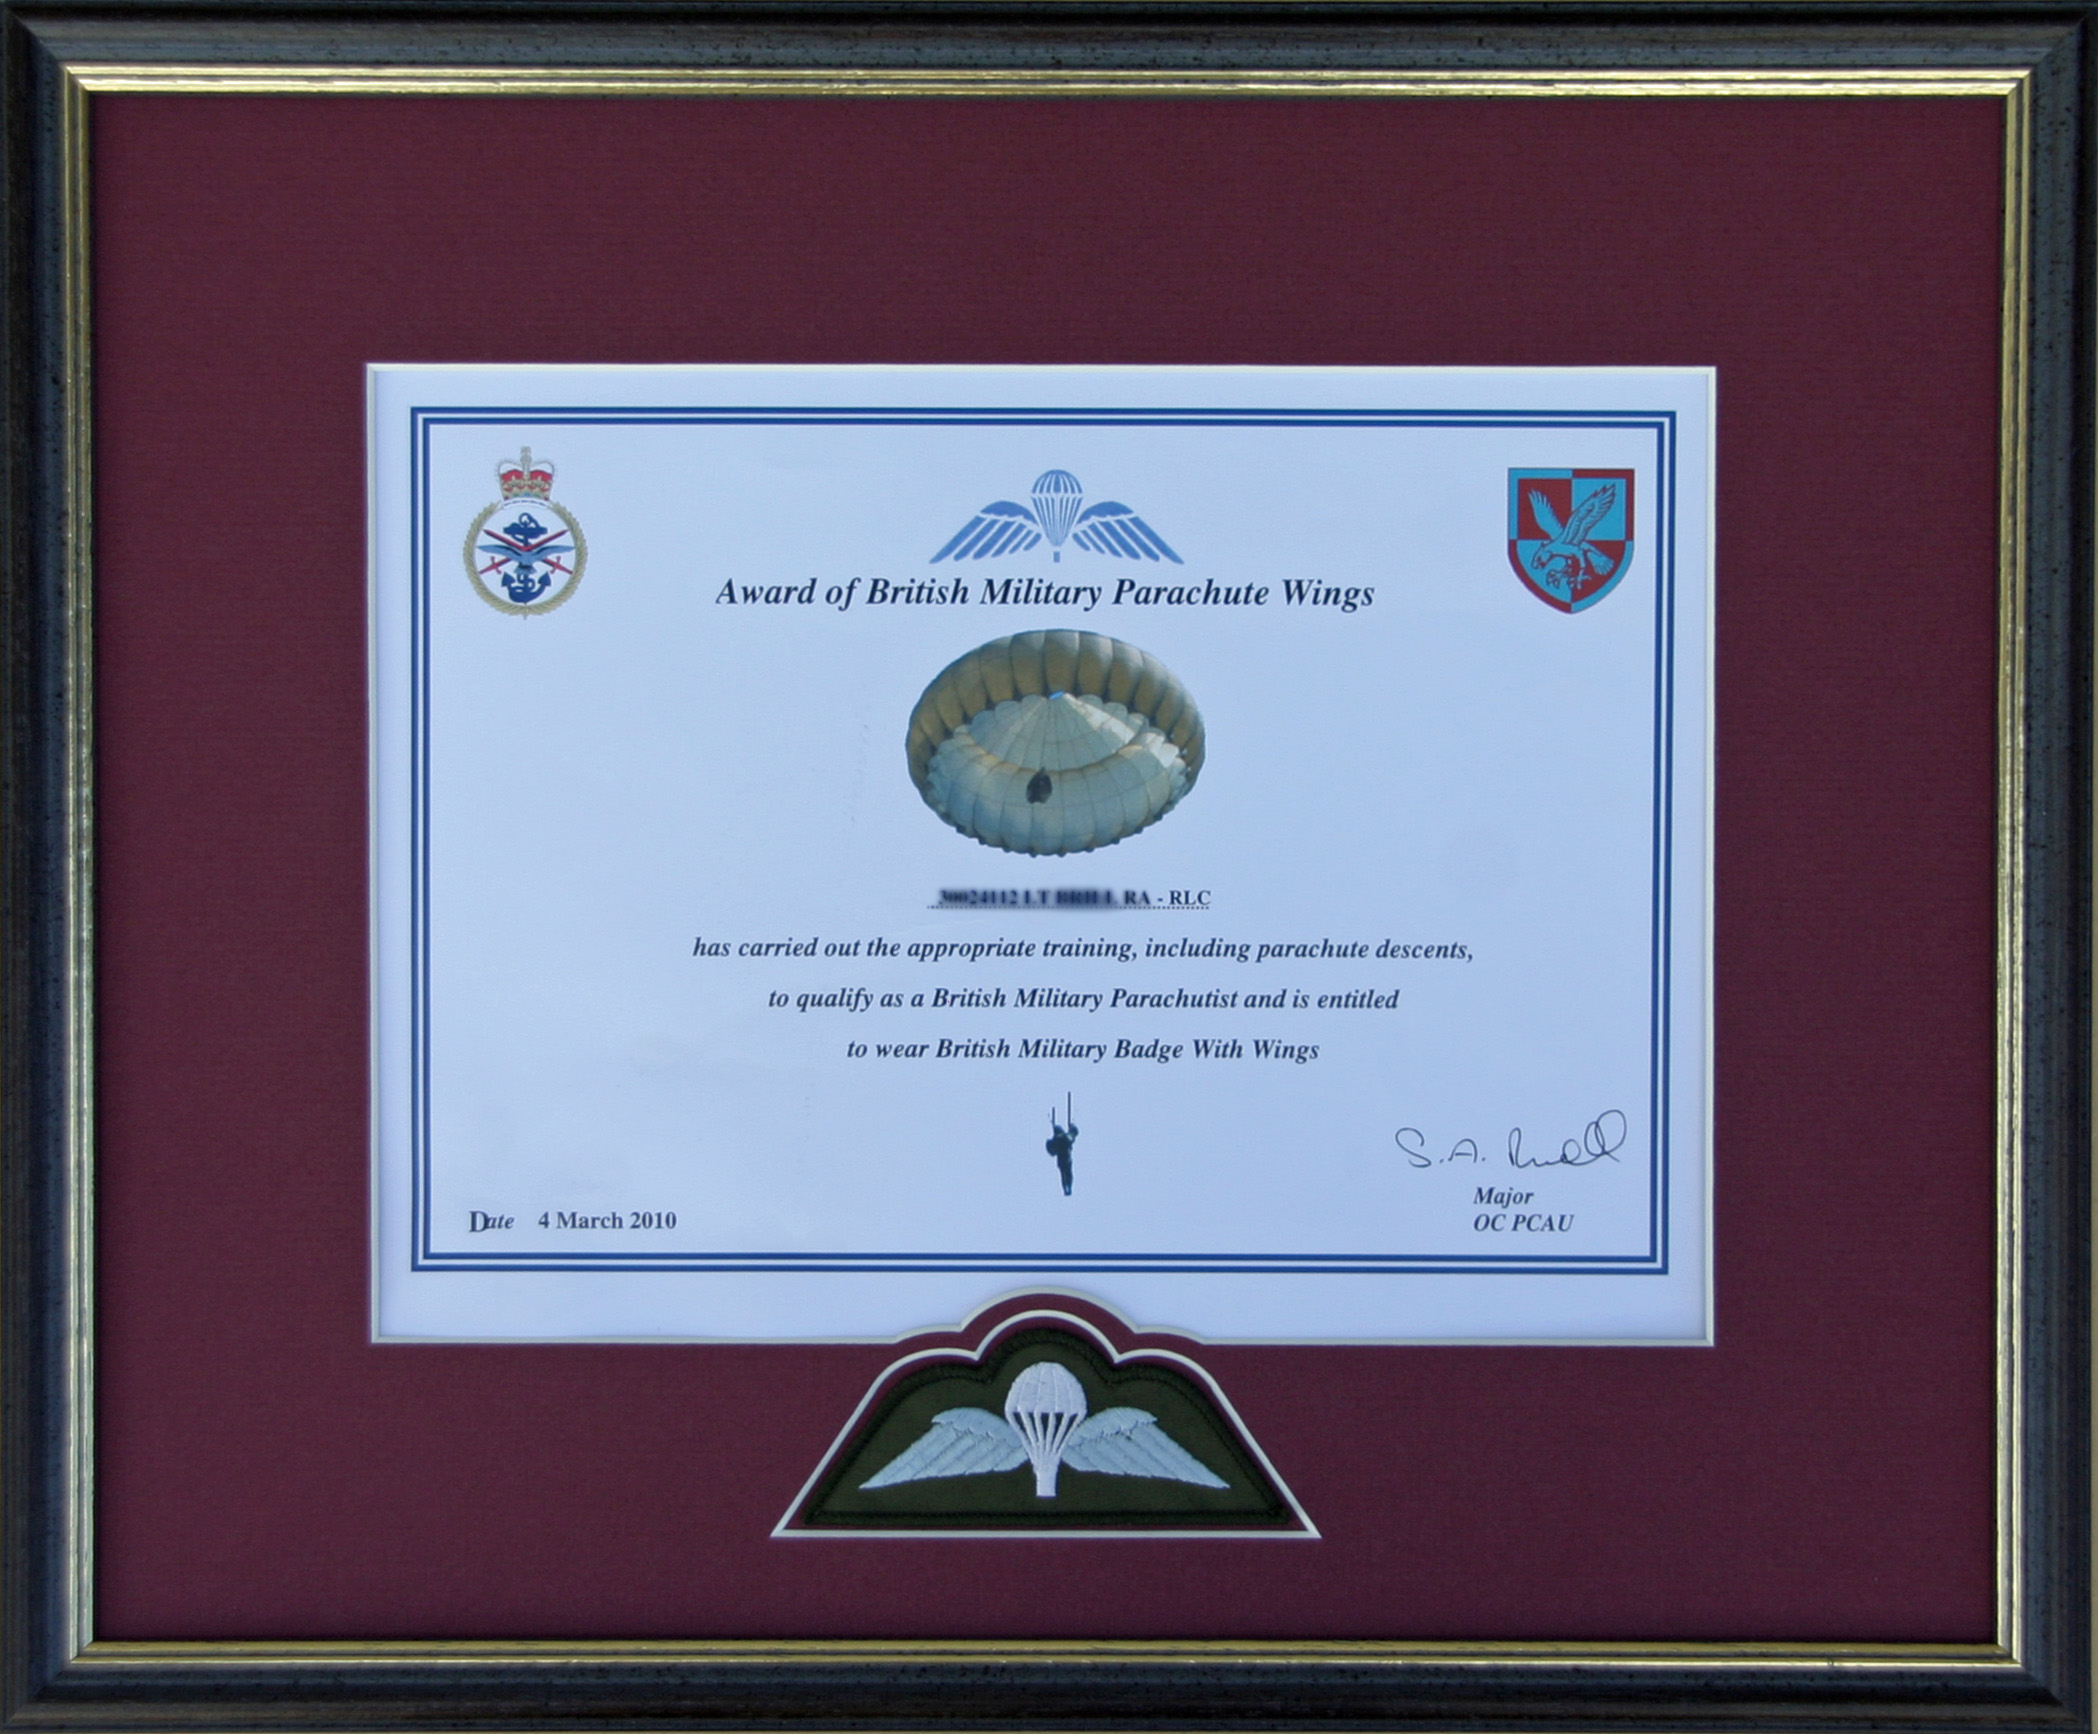 Award of British Military Parachute Wings
RA - RLC
has carried out the appropriate training, including parachute descents,
to qualify as a British Military Parachutist and is entitled
to wear British Military Badge With Wings
S.A.
Major
OC PCAU
Date 4 March 2010